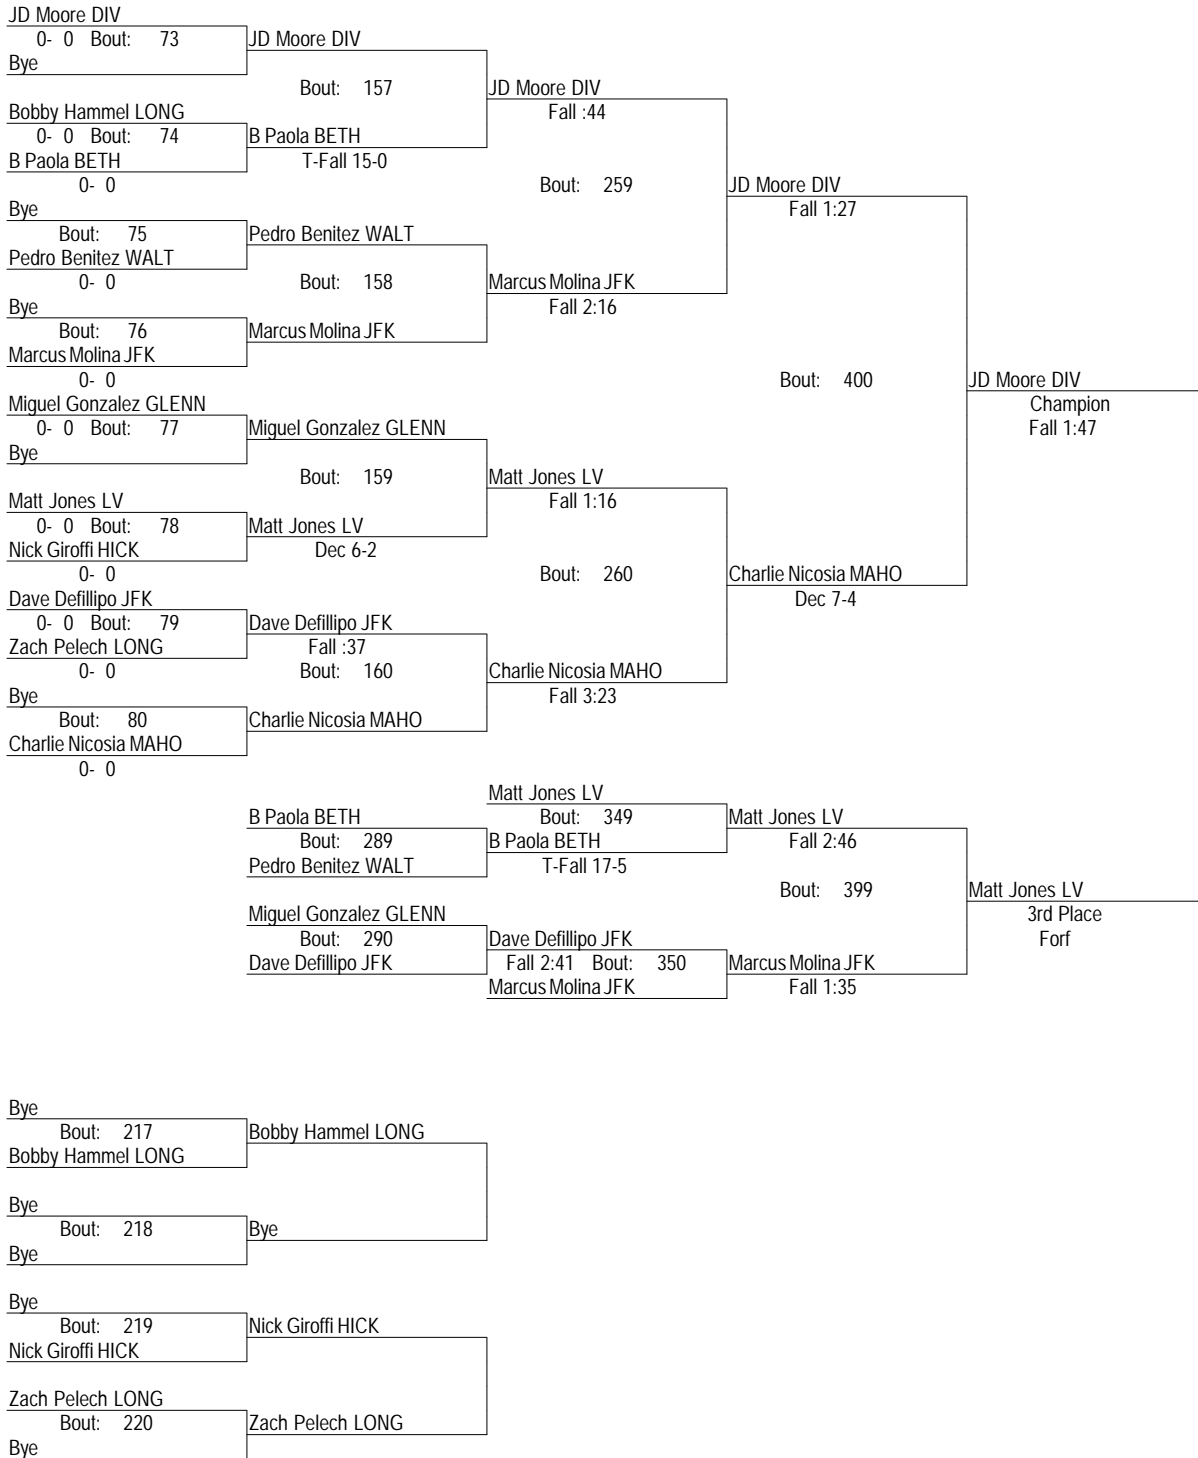 JD Moore DIV
0- 0 Bout: 73 JD Moore DIV
Bye
Bout: 157 JD Moore DIV
Bobby Hammel LONG Fall :44
0- 0 Bout: 74 B Paola BETH
B Paola BETH T-Fall 15-0
0- 0 Bout: 259 JD Moore DIV
Bye Fall 1:27
Bout: 75 Pedro Benitez WALT
Pedro Benitez WALT
0- 0 Bout: 158 Marcus Molina JFK
Bye Fall 2:16
Bout: 76 Marcus Molina JFK
Marcus Molina JFK
0- 0 Bout: 400 JD Moore DIV
Miguel Gonzalez GLENN Champion
0- 0 Bout: 77 Miguel Gonzalez GLENN Fall 1:47
Bye
Bout: 159 Matt Jones LV
Matt Jones LV Fall 1:16
0- 0 Bout: 78 Matt Jones LV
Nick Giroffi HICK Dec 6-2
0- 0 Bout: 260 Charlie Nicosia MAHO
Dave Defillipo JFK Dec 7-4
0- 0 Bout: 79 Dave Defillipo JFK
Zach Pelech LONG Fall :37
0- 0 Bout: 160 Charlie Nicosia MAHO
Bye Fall 3:23
Bout: 80 Charlie Nicosia MAHO
Charlie Nicosia MAHO
0- 0
Matt Jones LV
B Paola BETH Bout: 349 Matt Jones LV
Bout: 289 B Paola BETH Fall 2:46
Pedro Benitez WALT T-Fall 17-5
Bout: 399 Matt Jones LV
Miguel Gonzalez GLENN 3rd Place
Bout: 290 Dave Defillipo JFK Forf
Dave Defillipo JFK Fall 2:41 Bout: 350 Marcus Molina JFK
Marcus Molina JFK Fall 1:35
Bye
Bout: 217 Bobby Hammel LONG
Bobby Hammel LONG
Bye
Bout: 218 Bye
Bye
Bye
Bout: 219 Nick Giroffi HICK
Nick Giroffi HICK
Zach Pelech LONG
Bout: 220 Zach Pelech LONG
Bye